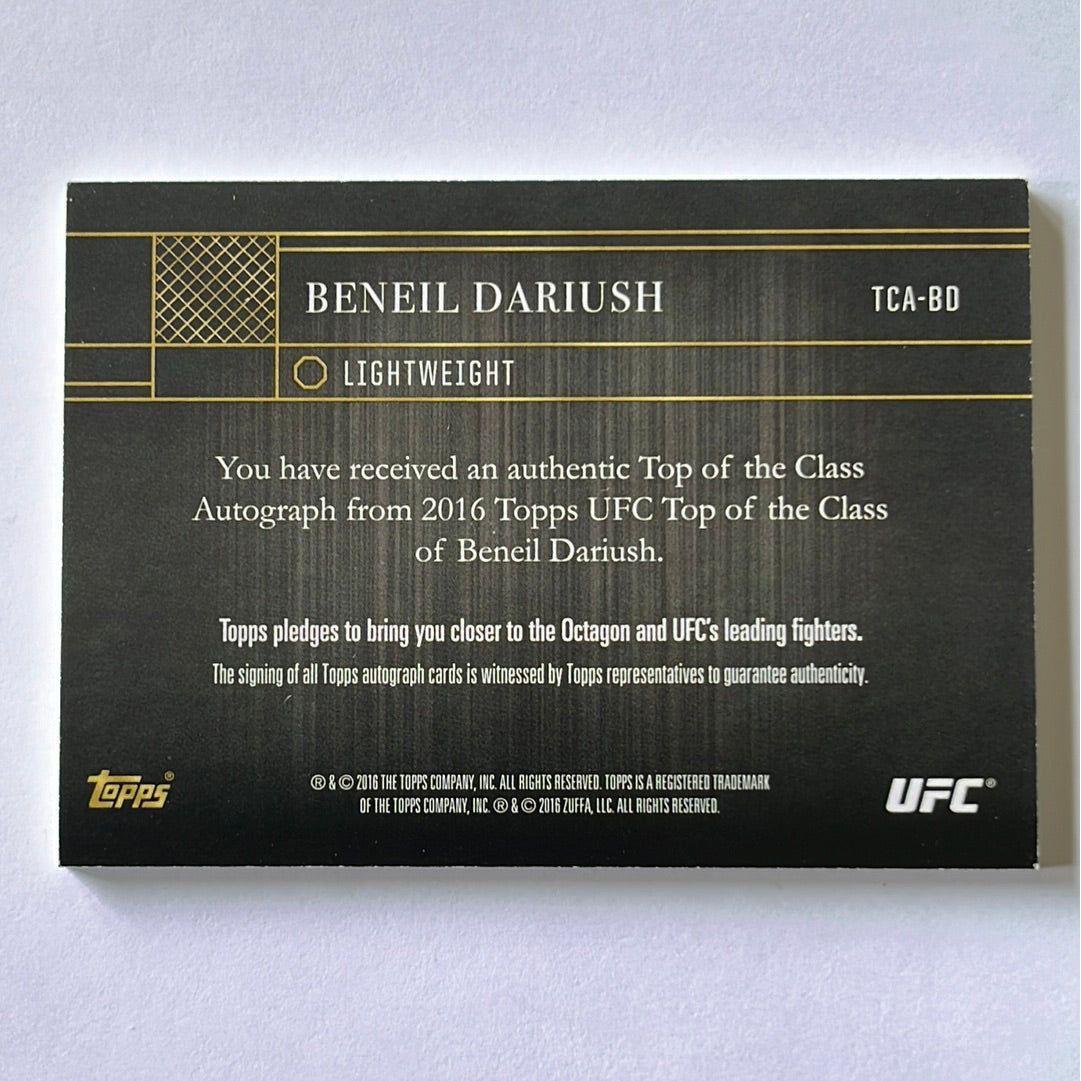 BENEIL DARIUSH TCA-BD
LIGHTWEIGHT
You have received an authentic Top of the Class
Autograph from 2016 Topps UFC Top of the Class
of Beneil Dariush.
Topps pledges to bring you closer to the Octagon and UFC's leading fighters.
The signing of all Topps autograph cards is witnessed by Topps representatives to guarantee authenticity.
TOPPS®
® & © 2016 THE TOPPS COMPANY, INC. ALL RIGHTS RESERVED. TOPPS IS A REGISTERED TRADEMARK
OF THE TOPPS COMPANY, INC. ® & © 2016 ZUFFA, LLC. ALL RIGHTS RESERVED.
UFC®